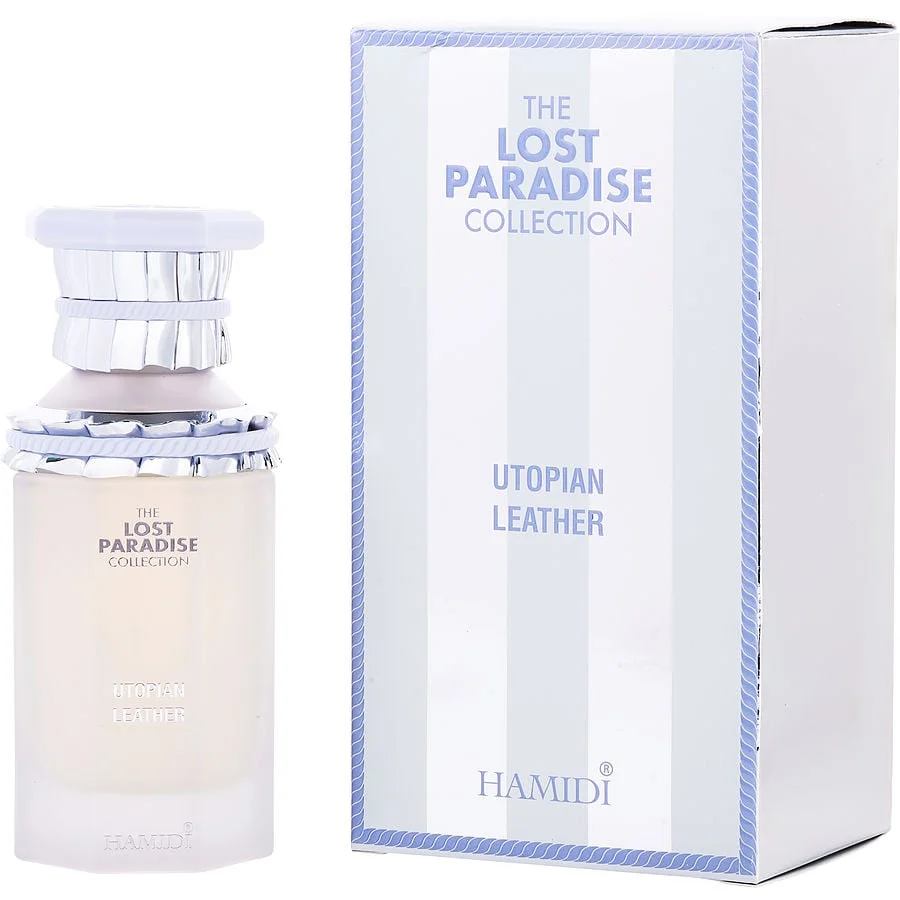 THE
LOST
PARADISE
COLLECTION
UTOPIAN
LEATHER
HAMIDI®
THE
LOST
PARADISE
COLLECTION
UTOPIAN
LEATHER
HAMIDI®